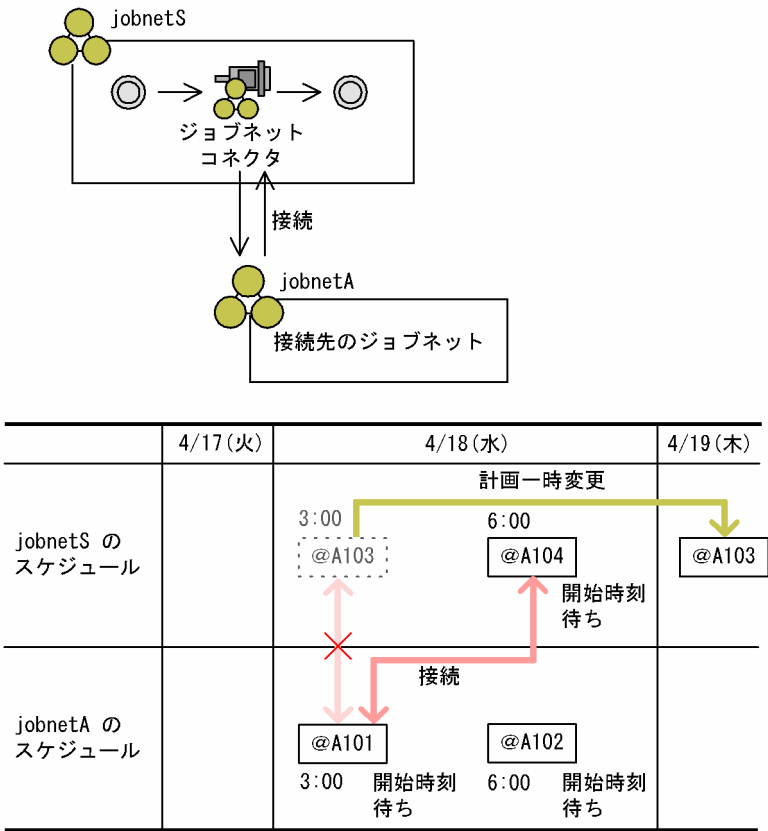 jobnetS
ジョブネット
コネクタ
接続
jobnetA
接続先のジョブネット
4/17(火)
4/18(水)
4/19(木)
計画一時変更
3:00
6:00
jobnetS の
スケジュール
@A103
@A104
@A103
開始時刻
待ち
接続
jobnetA の
スケジュール
@A101
@A102
3:00
開始時刻
待ち
6:00
開始時刻
待ち